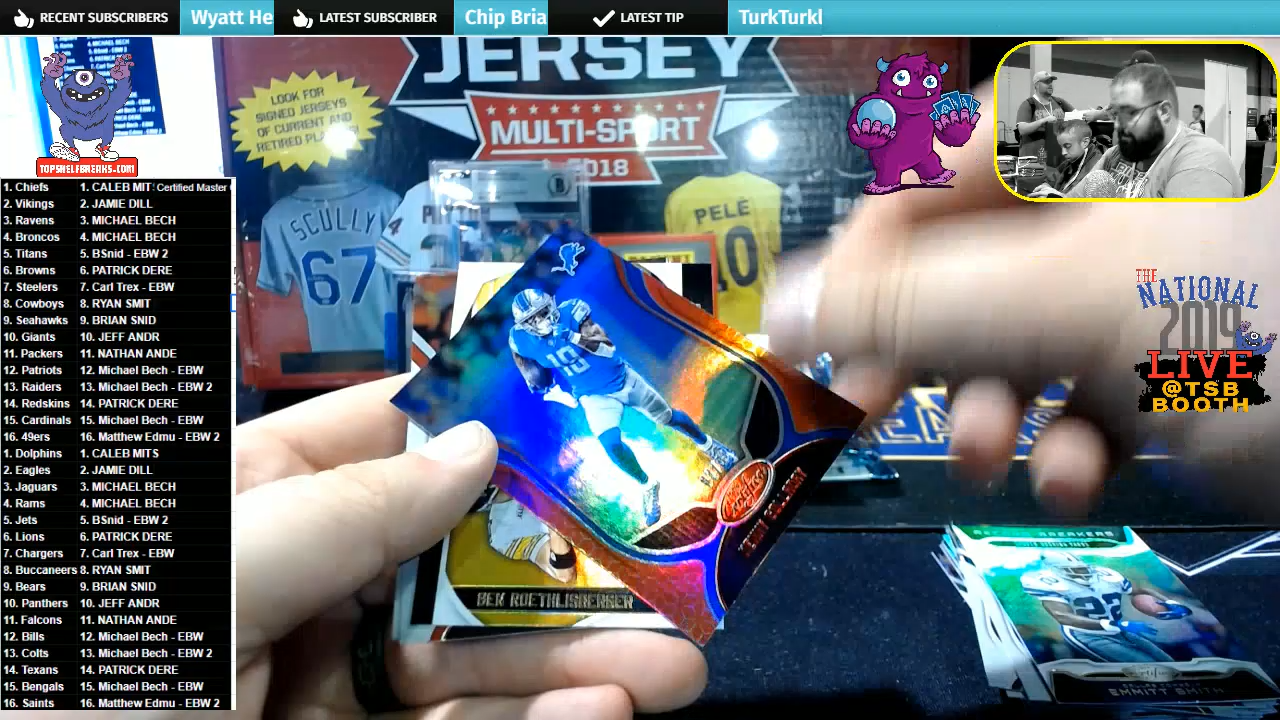 RECENT SUBSCRIBERS
Wyatt He
LATEST SUBSCRIBER
Chip Bria
LATEST TIP
TurkTurkl
TOPSHELFBREAKS.COM
1. Chiefs 1. CALEB MIT: Certified Master
2. Vikings 2. JAMIE DILL
3. Ravens 3. MICHAEL BECH
4. Broncos 4. MICHAEL BECH
5. Titans 5. BSnid - EBW 2
6. Browns 6. PATRICK DERE
7. Steelers 7. Carl Trex - EBW
8. Cowboys 8. RYAN SMIT
9. Seahawks 9. BRIAN SNID
10. Giants 10. JEFF ANDR
11. Packers 11. NATHAN ANDE
12. Patriots 12. Michael Bech - EBW
13. Raiders 13. Michael Bech - EBW 2
14. Redskins 14. PATRICK DERE
15. Cardinals 15. Michael Bech - EBW
16. 49ers 16. Matthew Edmu - EBW 2
1. Dolphins 1. CALEB MITS
2. Eagles 2. JAMIE DILL
3. Jaguars 3. MICHAEL BECH
4. Rams 4. MICHAEL BECH
5. Jets 5. BSnid - EBW 2
6. Lions 6. PATRICK DERE
7. Chargers 7. Carl Trex - EBW
8. Buccaneers 8. RYAN SMIT
9. Bears 9. BRIAN SNID
10. Panthers 10. JEFF ANDR
11. Falcons 11. NATHAN ANDE
12. Bills 12. Michael Bech - EBW
13. Colts 13. Michael Bech - EBW 2
14. Texans 14. PATRICK DERE
15. Bengals 15. Michael Bech - EBW
16. Saints 16. Matthew Edmu - EBW 2
JERSEY
MULTI-SPORT
2018
LOOK FOR
SIGNED JERSEYS
OF CURRENT AND
RETIRED PLAYERS!
SCULLY
67
PELÉ
10
19
BEN ROETHLISBERGER
22
EMMITT SMITH
THE
NATIONAL
2019
LIVE
@TSB
BOOTH